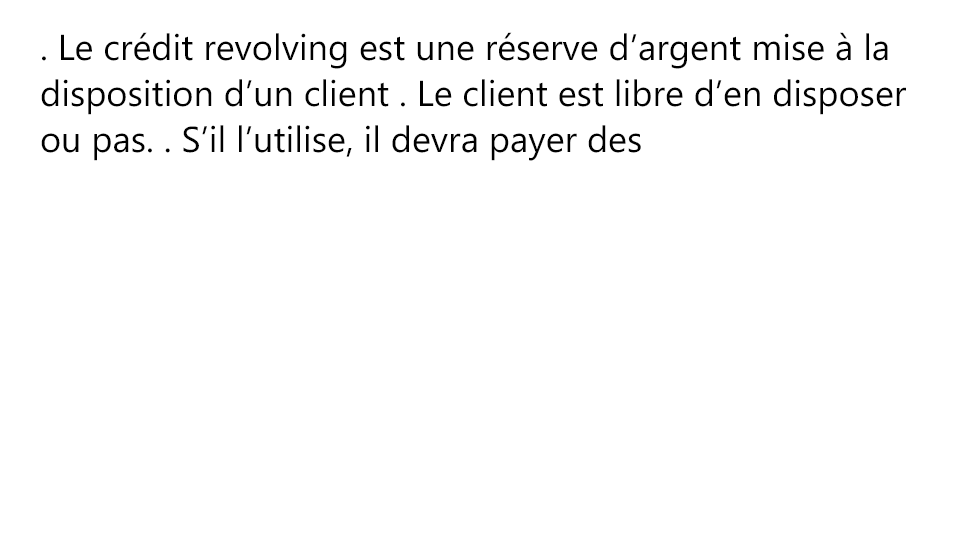 . Le crédit revolving est une réserve d’argent mise à la
disposition d’un client . Le client est libre d’en disposer
ou pas. . S’il l’utilise, il devra payer des